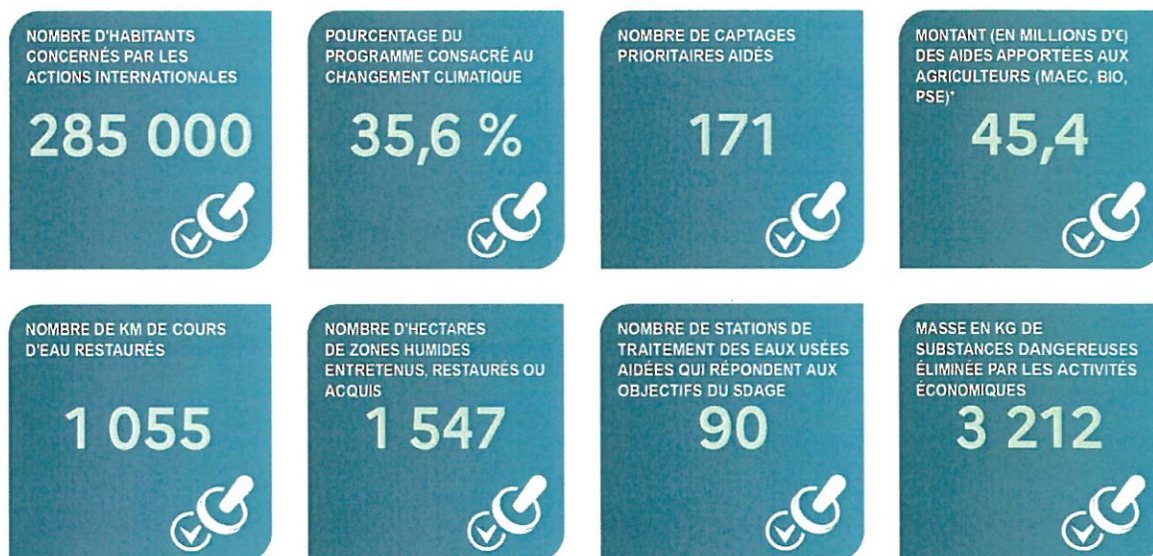 NOMBRE D'HABITANTS
CONCERNÉS PAR LES
ACTIONS INTERNATIONALES
285 000
POURCENTAGE DU
PROGRAMME CONSACRÉ AU
CHANGEMENT CLIMATIQUE
35,6 %
NOMBRE DE CAPTAGES
PRIORITAIRES AIDÉS
171
MONTANT (EN MILLIONS D'€)
DES AIDES APPORTÉES AUX
AGRICULTEURS (MAEC, BIO,
PSE)*
45,4
NOMBRE DE KM DE COURS
D'EAU RESTAURÉS
1 055
NOMBRE D'HECTARES
DE ZONES HUMIDES
ENTRETENUS, RESTAURÉS OU
ACQUIS
1 547
NOMBRE DE STATIONS DE
TRAITEMENT DES EAUX USÉES
AIDÉES QUI RÉPONDENT AUX
OBJECTIFS DU SDAGE
90
MASSE EN KG DE
SUBSTANCES DANGEREUSES
ÉLIMINÉE PAR LES ACTIVITÉS
ÉCONOMIQUES
3 212